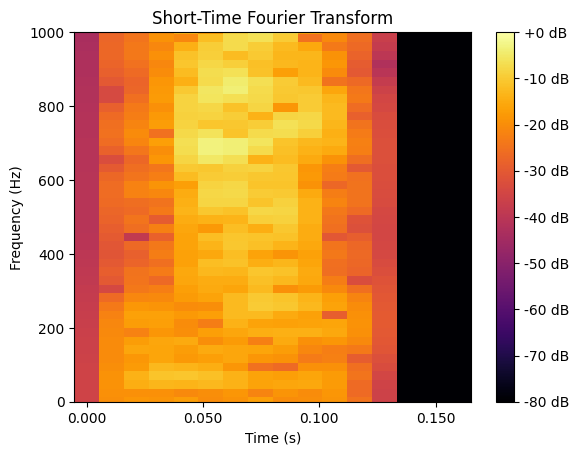 Short-Time Fourier Transform
1000
800
600
400
200
0
Frequency (Hz)
0.000
0.050
0.100
0.150
Time (s)
+0 dB
-10 dB
-20 dB
-30 dB
-40 dB
-50 dB
-60 dB
-70 dB
-80 dB